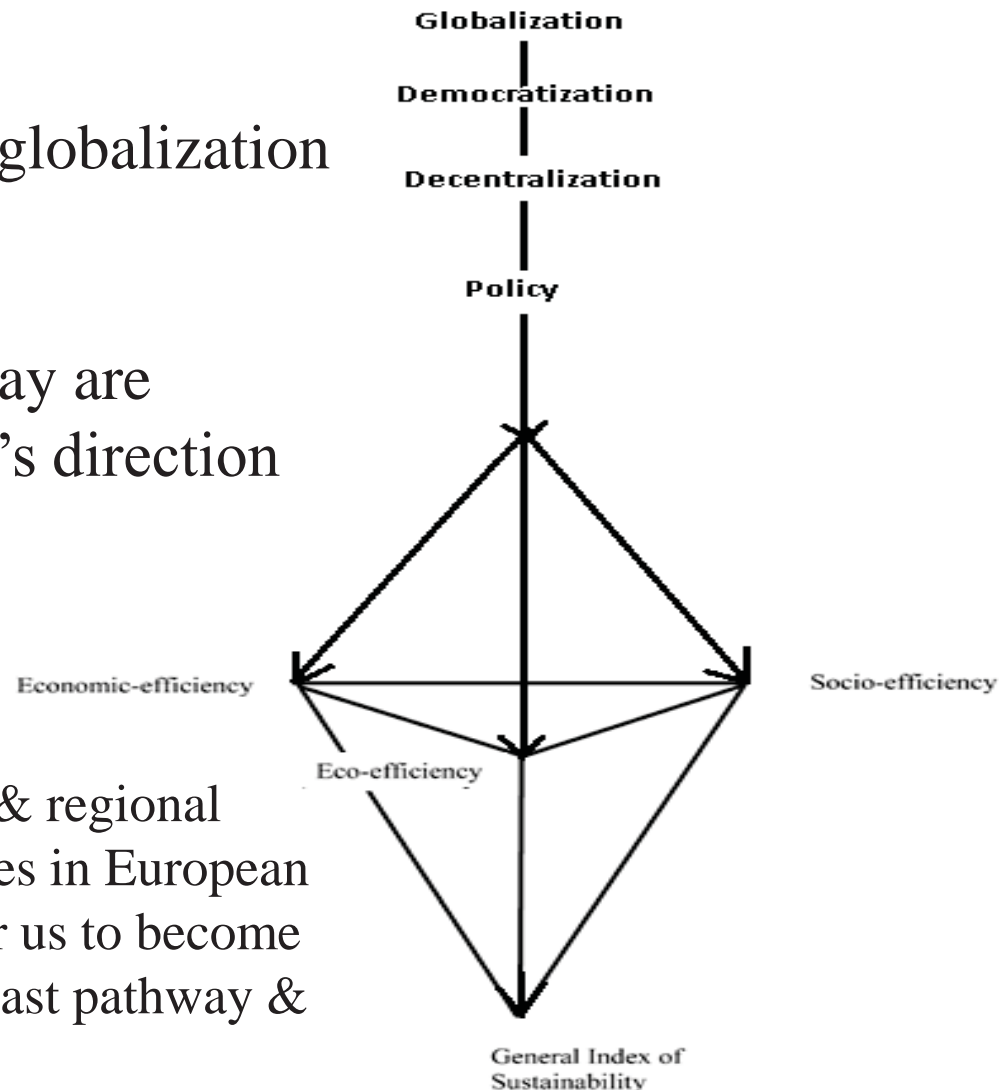 Globalization
Democratization
globalization
Decentralization
Policy
ay are
’s direction
Economic-efficiency
Socio-efficiency
Eco-efficiency
& regional
es in European
r us to become
ast pathway &
General Index of
Sustainability